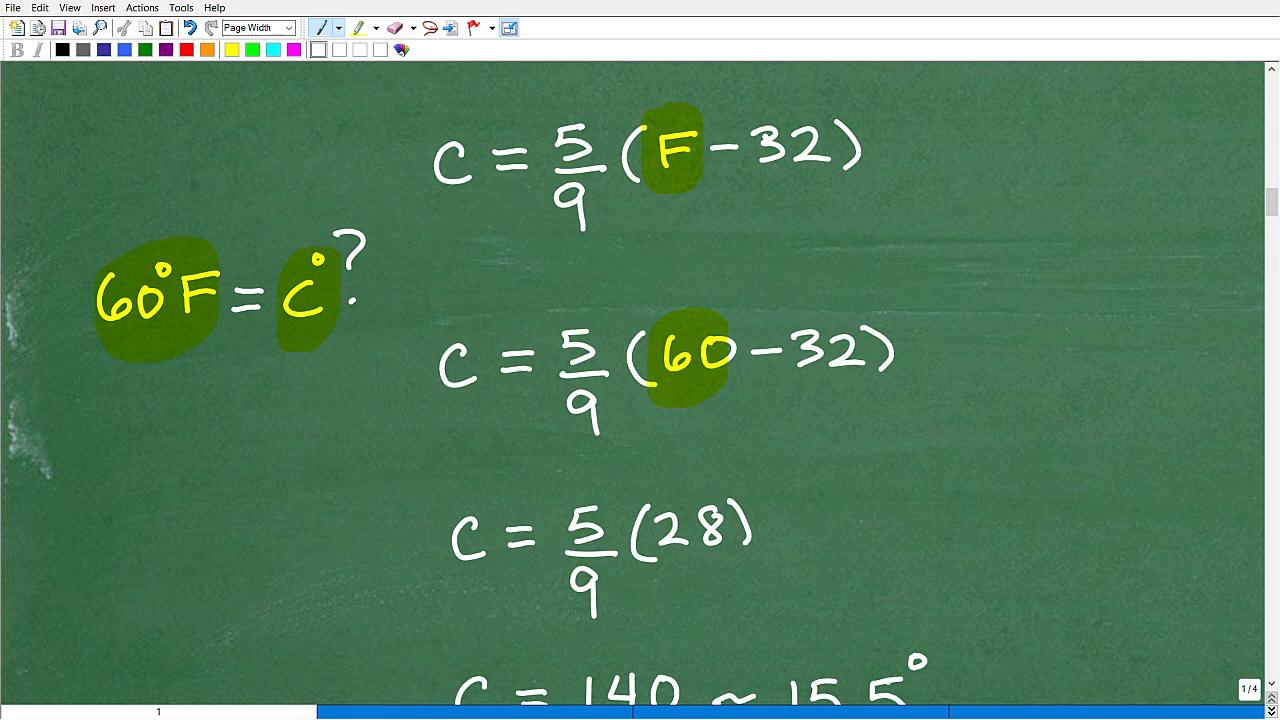 File Edit View Insert Actions Tools Help
Page Width
B I
C = 5/9 (F - 32)
60°F = C°?
C = 5/9 (60 - 32)
C = 5/9 (28)
C = 140 ~ 15.5°
1/4
1